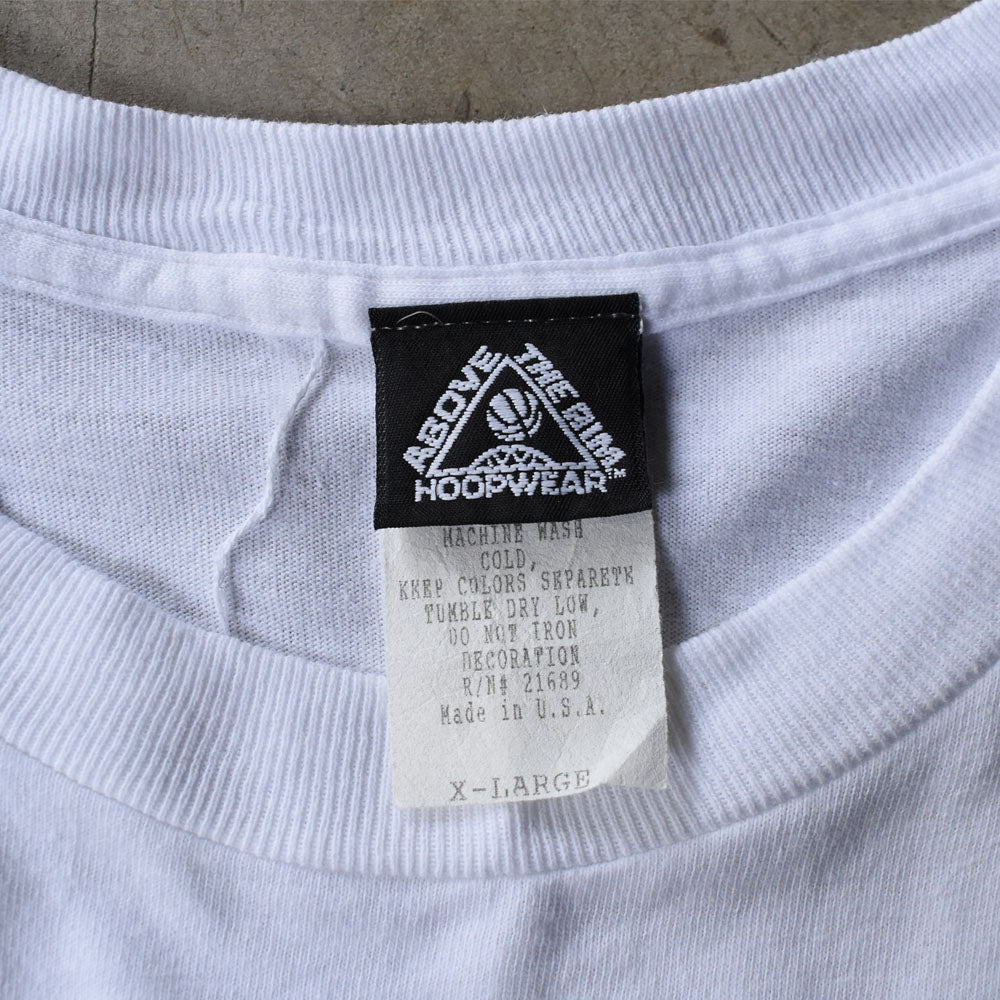 ABOVE THE RIM
HOOPWEAR
MACHINE WASH
COLD,
KEEP COLORS SEPARETE
TUMBLE DRY LOW,
DO NOT IRON
DECORATION
R/N# 21689
Made in U.S.A.
X-LARGE